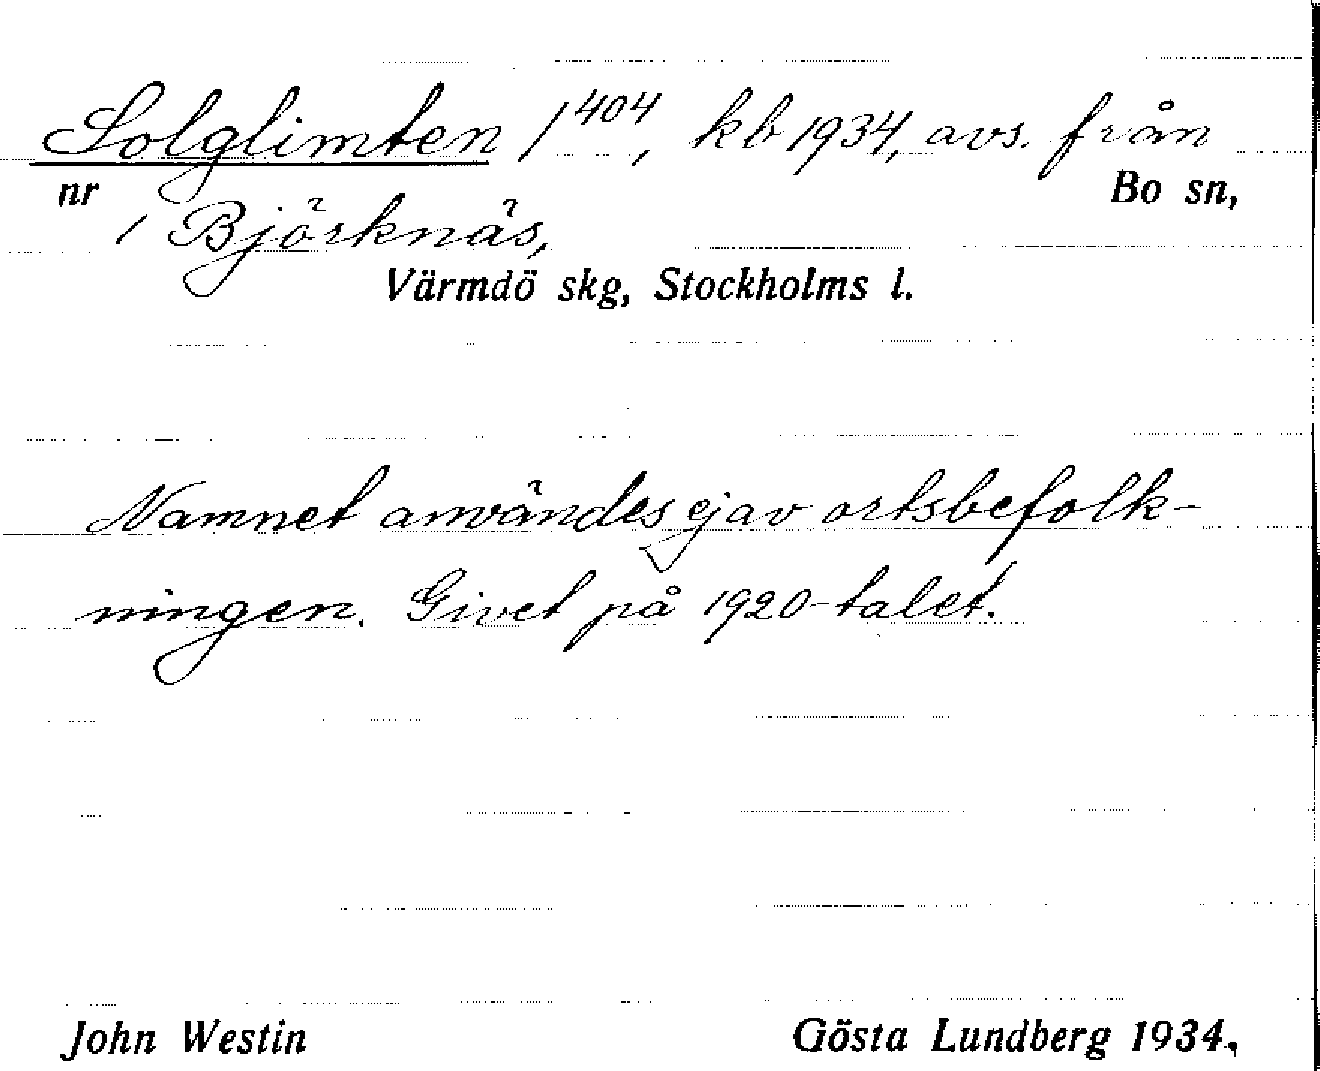 Solglimten 1⁴⁰⁴, kb 1934, avs. från
nr Bo sn,
1 Björknäs,
Värmdö skg, Stockholms l.
Namnet användes ej av ortsbefolk-
ningen. Givet på 1920-talet.
John Westin Gösta Lundberg 1934.,